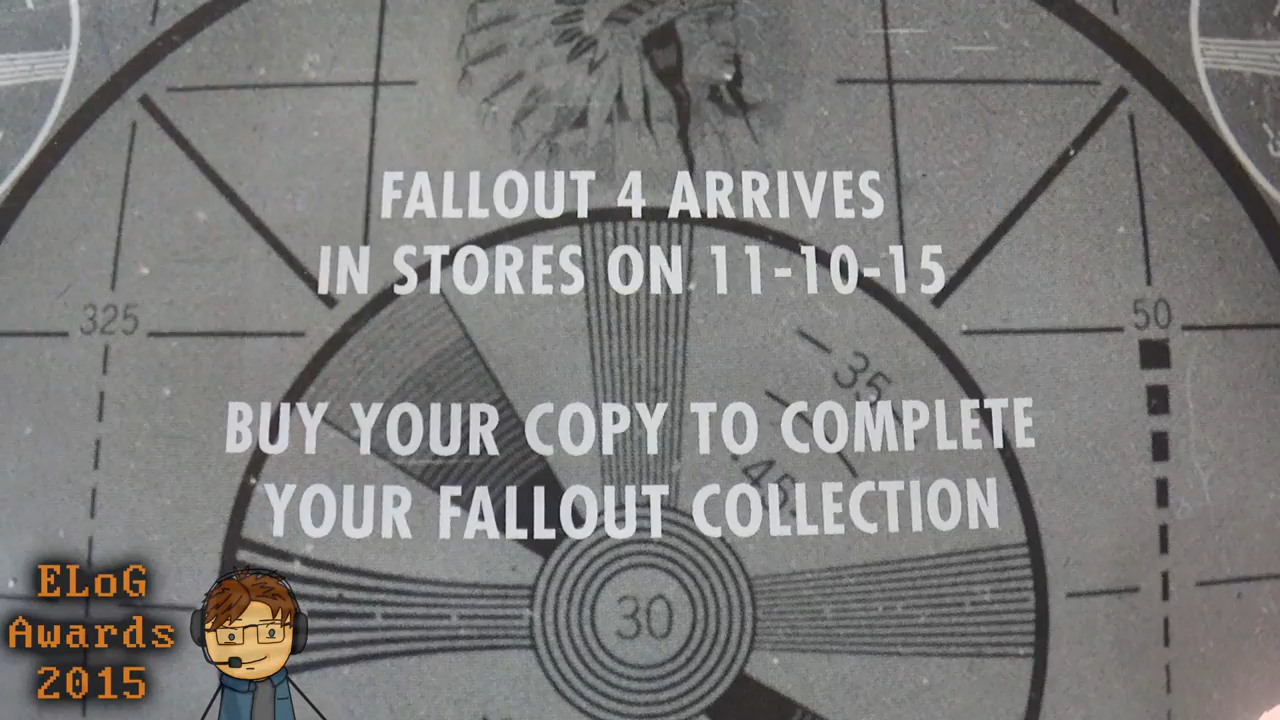 FALLOUT 4 ARRIVES
IN STORES ON 11-10-15
325
50
35
BUY YOUR COPY TO COMPLETE
45
YOUR FALLOUT COLLECTION
30
ELoG
Awards
2015